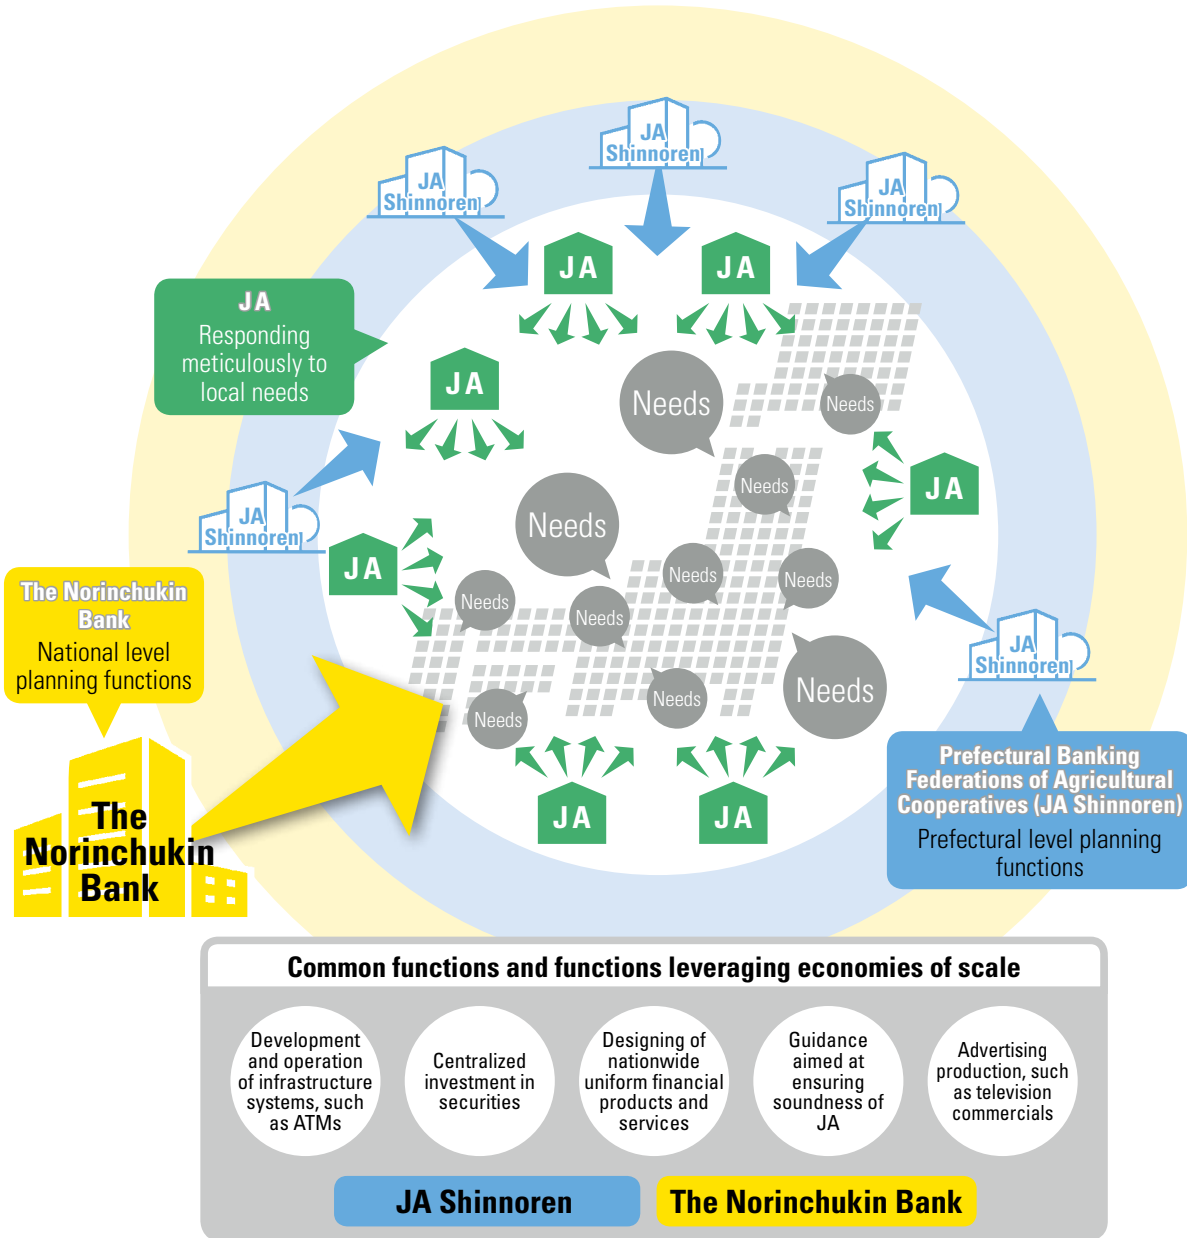 JA
Shinnoren
JA
Shinnoren
JA
Shinnoren
JA
JA
JA
Responding
meticulously to
local needs
JA
Needs
Needs
JA
Needs
JA
Shinnoren
Needs
JA
Needs
Needs
Needs
Needs
The Norinchukin
Bank
National level
planning functions
JA
Shinnoren
Needs
Needs
Needs
Prefectural Banking
Federations of Agricultural
Cooperatives (JA Shinnoren)
Prefectural level planning
functions
JA
JA
The
Norinchukin
Bank
Common functions and functions leveraging economies of scale
Development
and operation
of infrastructure
systems, such
as ATMs
Centralized
investment in
securities
Designing of
nationwide
uniform financial
products and
services
Guidance
aimed at
ensuring
soundness of
JA
Advertising
production, such
as television
commercials
JA Shinnoren
The Norinchukin Bank